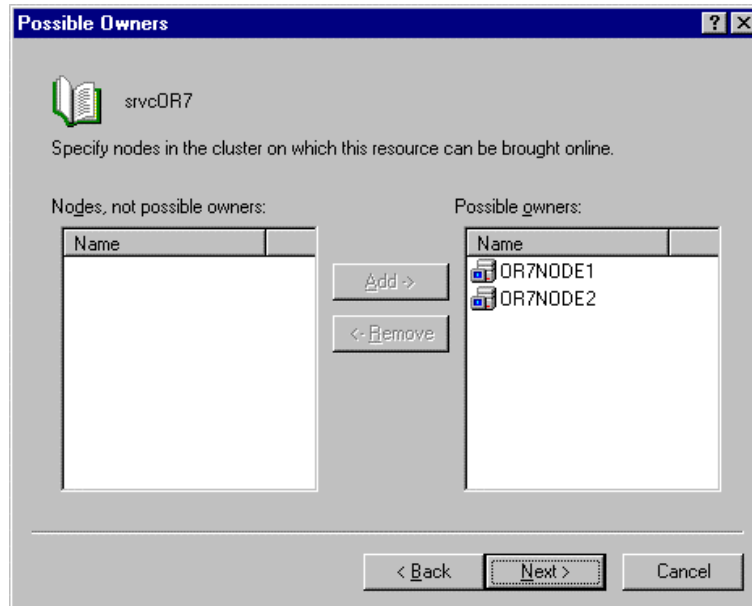 Possible Owners
srvcOR7
Specify nodes in the cluster on which this resource can be brought online.
Nodes, not possible owners:
Possible owners:
Name
Name
Add ->
<- Remove
OR7NODE1
OR7NODE2
< Back
Next >
Cancel